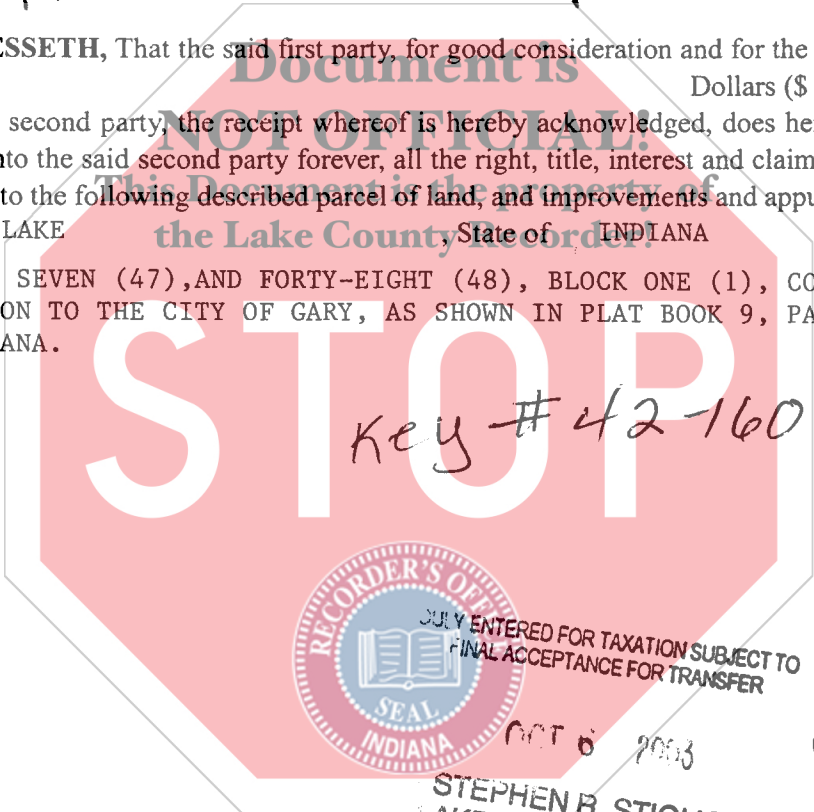 ESSETH, That the said first party, for good consideration and for the
Dollars ($
second party, the receipt whereof is hereby acknowledged, does he
nto the said second party forever, all the right, title, interest and claim
to the following described parcel of land, and improvements and appu
LAKE , State of INDIANA
SEVEN (47),AND FORTY-EIGHT (48), BLOCK ONE (1), CO
ON TO THE CITY OF GARY, AS SHOWN IN PLAT BOOK 9, PA
ANA.
Document is
NOT OFFICIAL!
This Document is the property of
the Lake County Recorder!
STOP
Key # 42-160
RECORDER'S OFFICE
SEAL
INDIANA
DULY ENTERED FOR TAXATION SUBJECT TO
FINAL ACCEPTANCE FOR TRANSFER
OCT 6 2003
STEPHEN R.